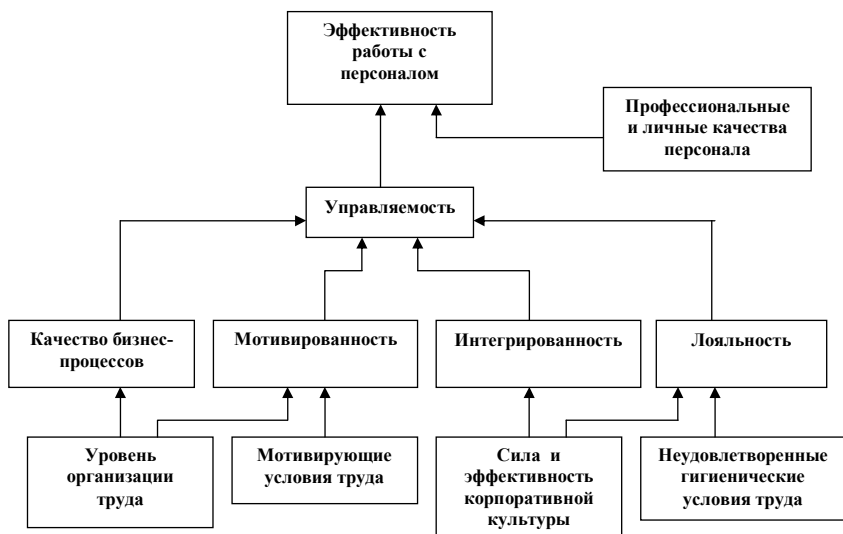 Эффективность
работы с
персоналом
Профессиональные
и личные качества
персонала
Управляемость
Качество бизнес-
процессов
Мотивированность
Интегрированность
Лояльность
Уровень
организации
труда
Мотивирующие
условия труда
Сила и
эффективность
корпоративной
культуры
Неудовлетворенные
гигиенические
условия труда